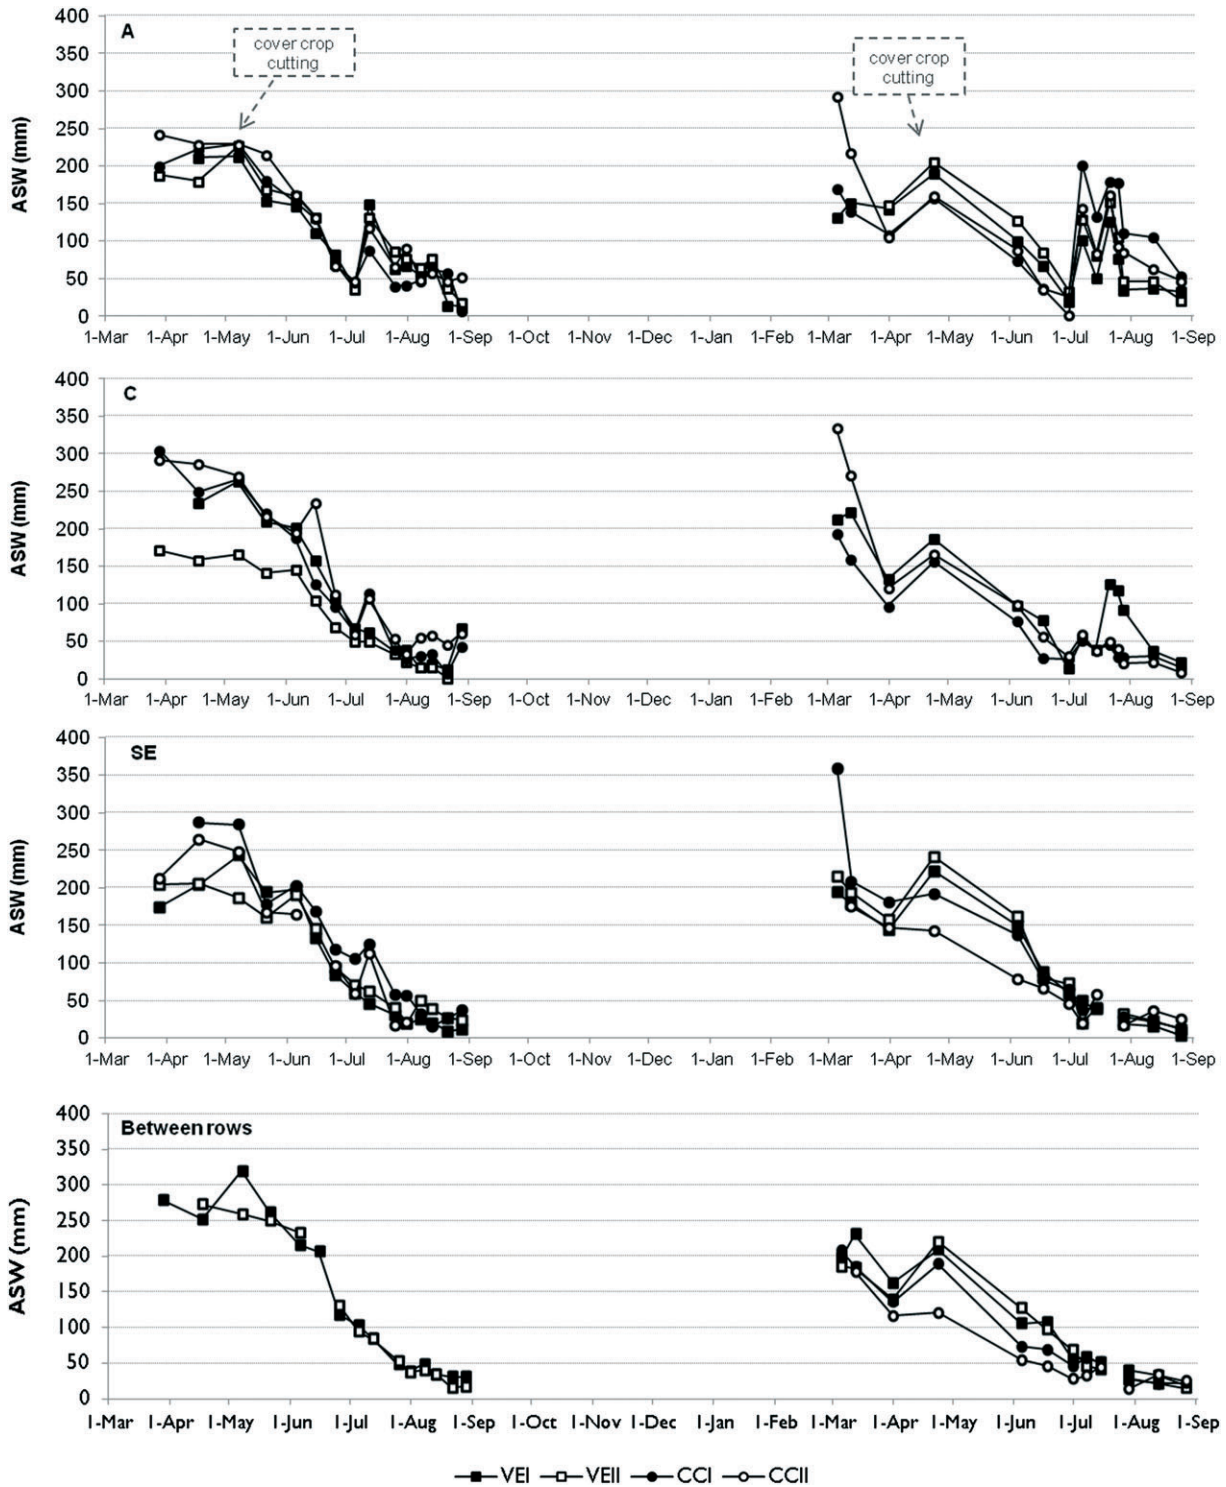 400
A
350
cover crop
cutting
cover crop
cutting
300
250
200
150
100
50
0
ASW (mm)
1-Mar 1-Apr 1-May 1-Jun 1-Jul 1-Aug 1-Sep 1-Oct 1-Nov 1-Dec 1-Jan 1-Feb 1-Mar 1-Apr 1-May 1-Jun 1-Jul 1-Aug 1-Sep
400
C
350
300
250
200
150
100
50
0
ASW (mm)
1-Mar 1-Apr 1-May 1-Jun 1-Jul 1-Aug 1-Sep 1-Oct 1-Nov 1-Dec 1-Jan 1-Feb 1-Mar 1-Apr 1-May 1-Jun 1-Jul 1-Aug 1-Sep
400
SE
350
300
250
200
150
100
50
0
ASW (mm)
1-Mar 1-Apr 1-May 1-Jun 1-Jul 1-Aug 1-Sep 1-Oct 1-Nov 1-Dec 1-Jan 1-Feb 1-Mar 1-Apr 1-May 1-Jun 1-Jul 1-Aug 1-Sep
400
Between rows
350
300
250
200
150
100
50
0
ASW (mm)
1-Mar 1-Apr 1-May 1-Jun 1-Jul 1-Aug 1-Sep 1-Oct 1-Nov 1-Dec 1-Jan 1-Feb 1-Mar 1-Apr 1-May 1-Jun 1-Jul 1-Aug 1-Sep
VEI VEII CCI CCII